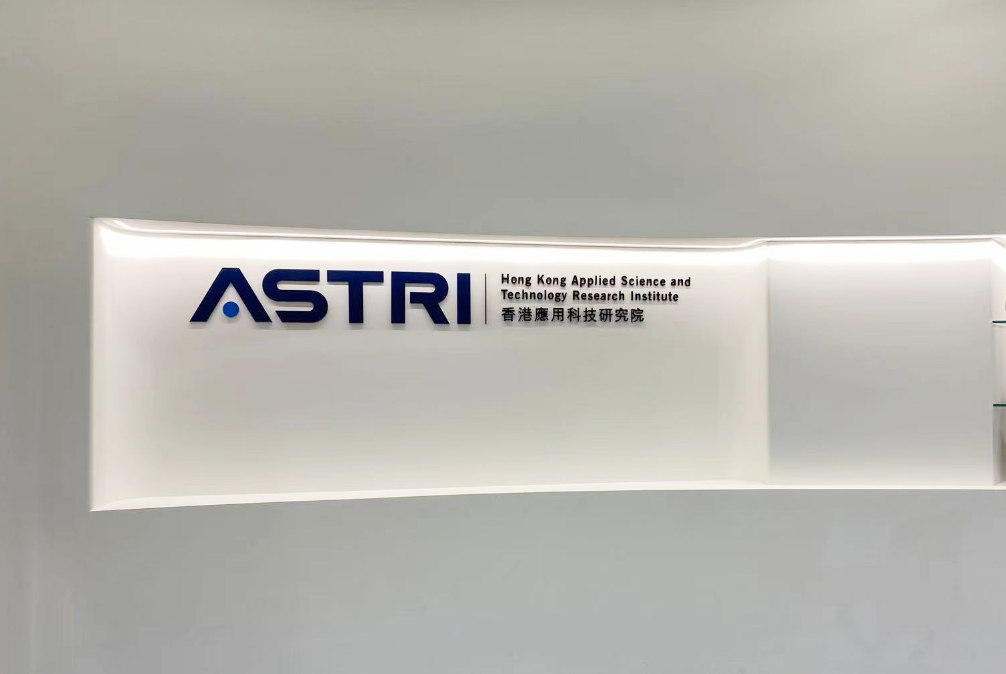 ASTRI
Hong Kong Applied Science and
Technology Research Institute
香港應用科技研究院